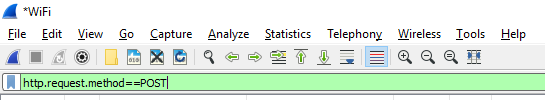 *WiFi
File Edit View Go Capture Analyze Statistics Telephony Wireless Tools Help
http.request.method==POST